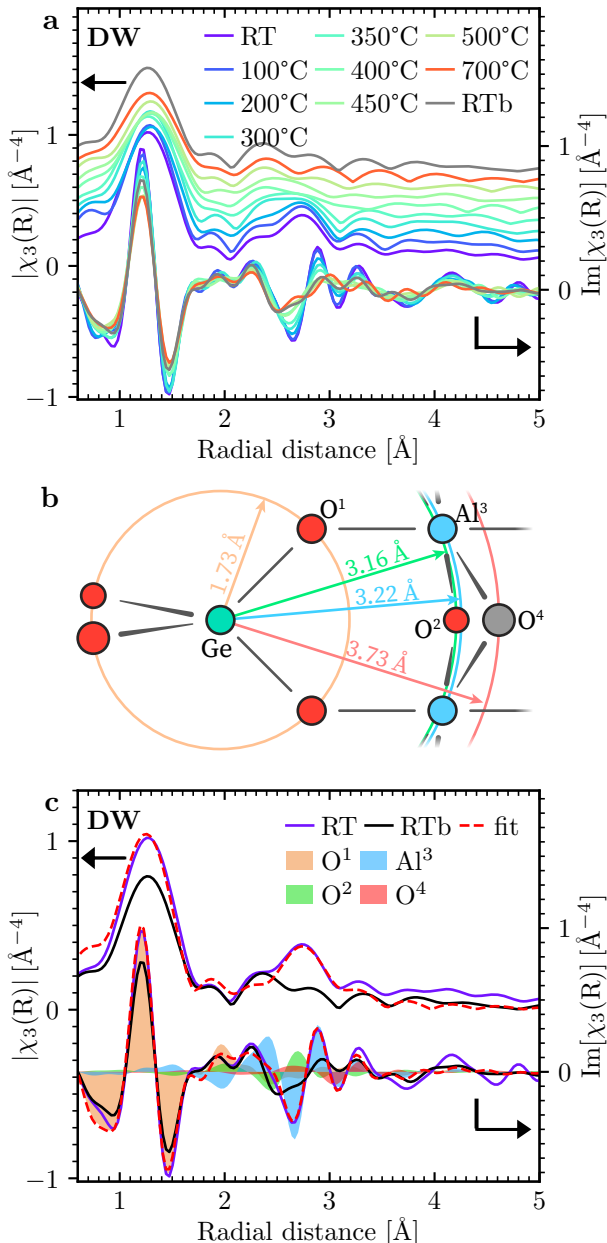 a
DW
RT 350°C 500°C
100°C 400°C 700°C
200°C 450°C RTb
300°C
1
0
−1
0
1 2 3 4 5
|χ₃(R)| [Å⁻⁴]
Im[χ₃(R)] [Å⁻⁴]
Radial distance [Å]
b
O¹
Al³
1.73 Å
3.16 Å
3.22 Å
O²
O⁴
Ge
3.73 Å
c
DW
RT RTb fit
O¹ Al³
O² O⁴
1
0
−1
1
0
1 2 3 4 5
|χ₃(R)| [Å⁻⁴]
Im[χ₃(R)] [Å⁻⁴]
Radial distance [Å]